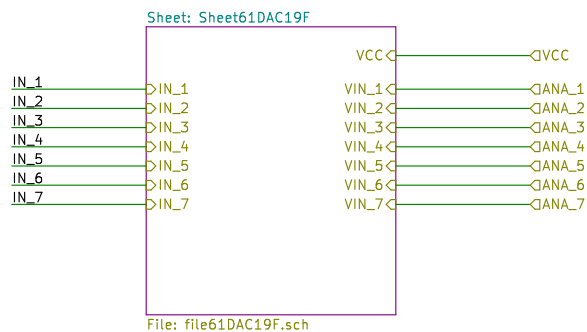 Sheet: Sheet61DAC19F
VCC VCC
IN_1 IN_1 VIN_1 ANA_1
IN_2 IN_2 VIN_2 ANA_2
IN_3 IN_3 VIN_3 ANA_3
IN_4 IN_4 VIN_4 ANA_4
IN_5 IN_5 VIN_5 ANA_5
IN_6 IN_6 VIN_6 ANA_6
IN_7 IN_7 VIN_7 ANA_7
File: file61DAC19F.sch